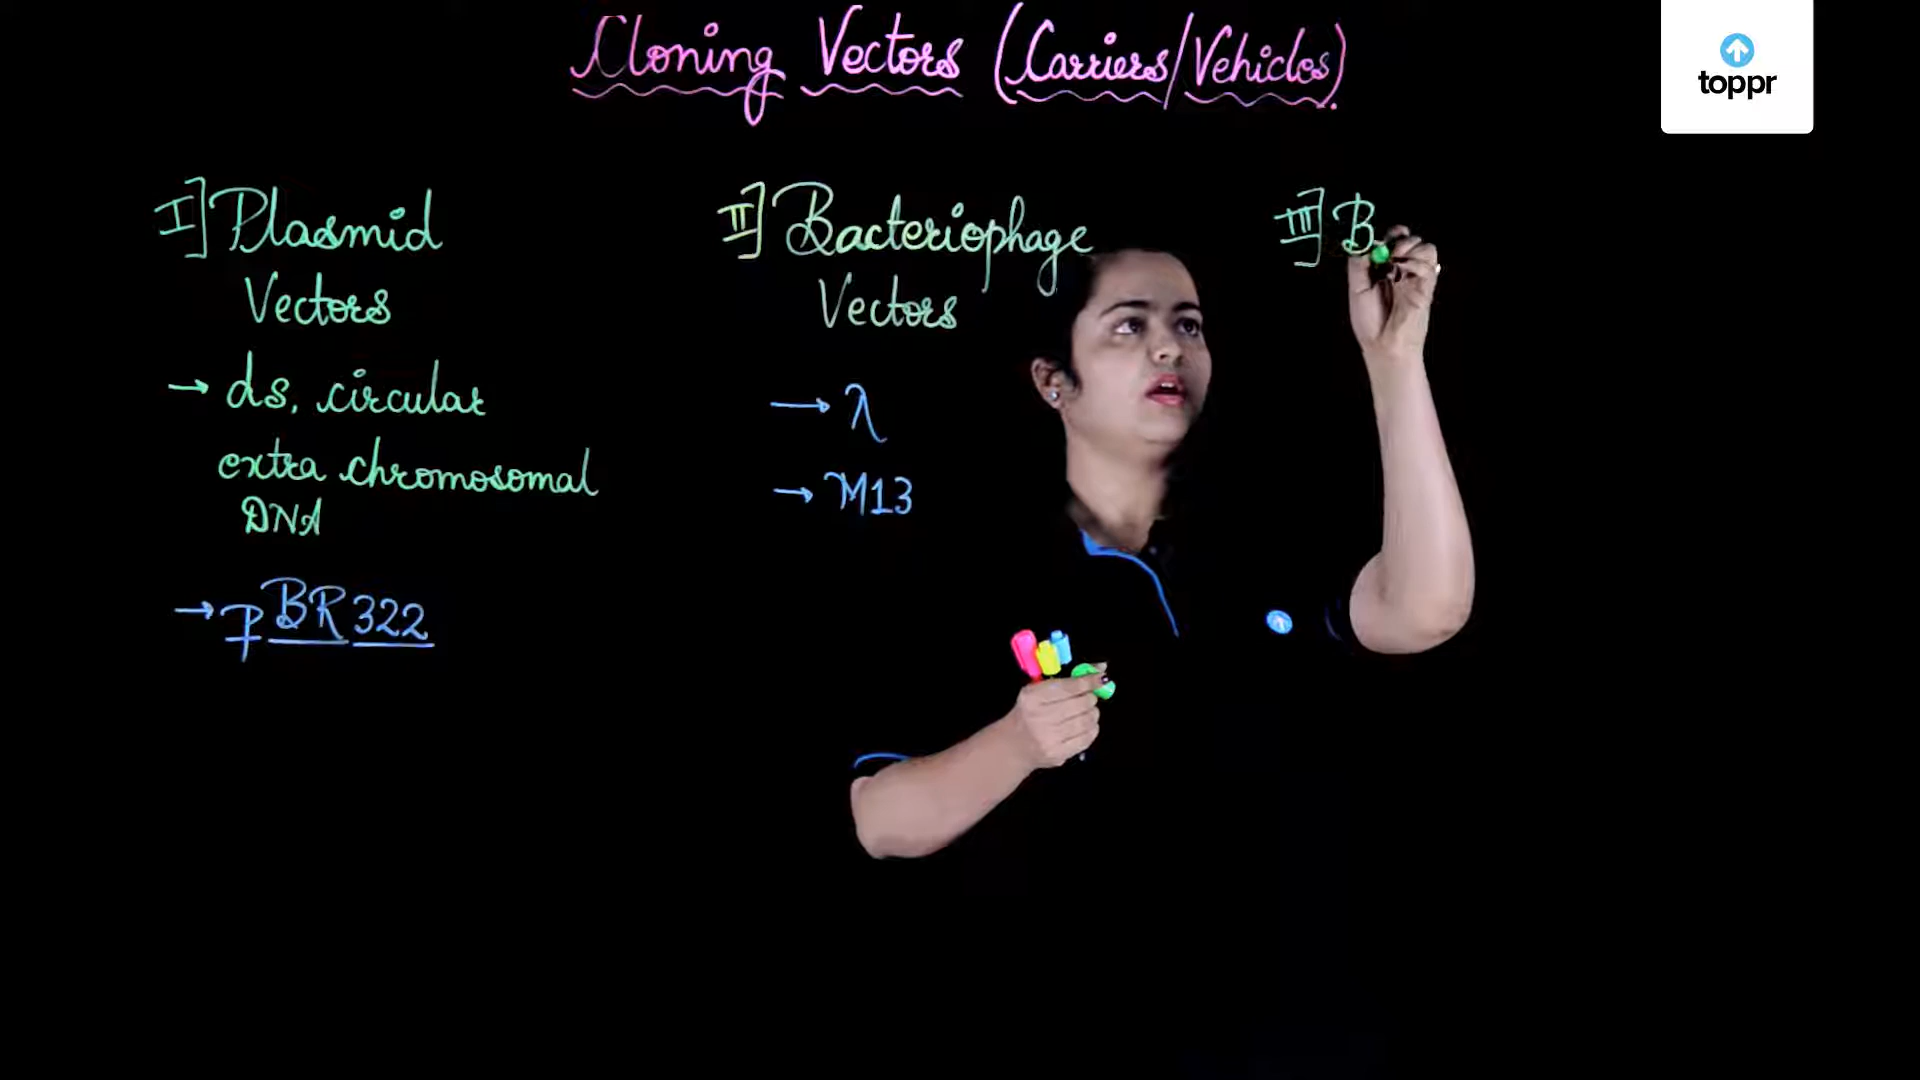 Cloning Vectors (Carriers/Vehicles)
toppr
I] Plasmid
Vectors
→ ds, circular
extra chromosomal
DNA
→ pBR322
II] Bacteriophage
Vectors
→ λ
→ M13
III] B